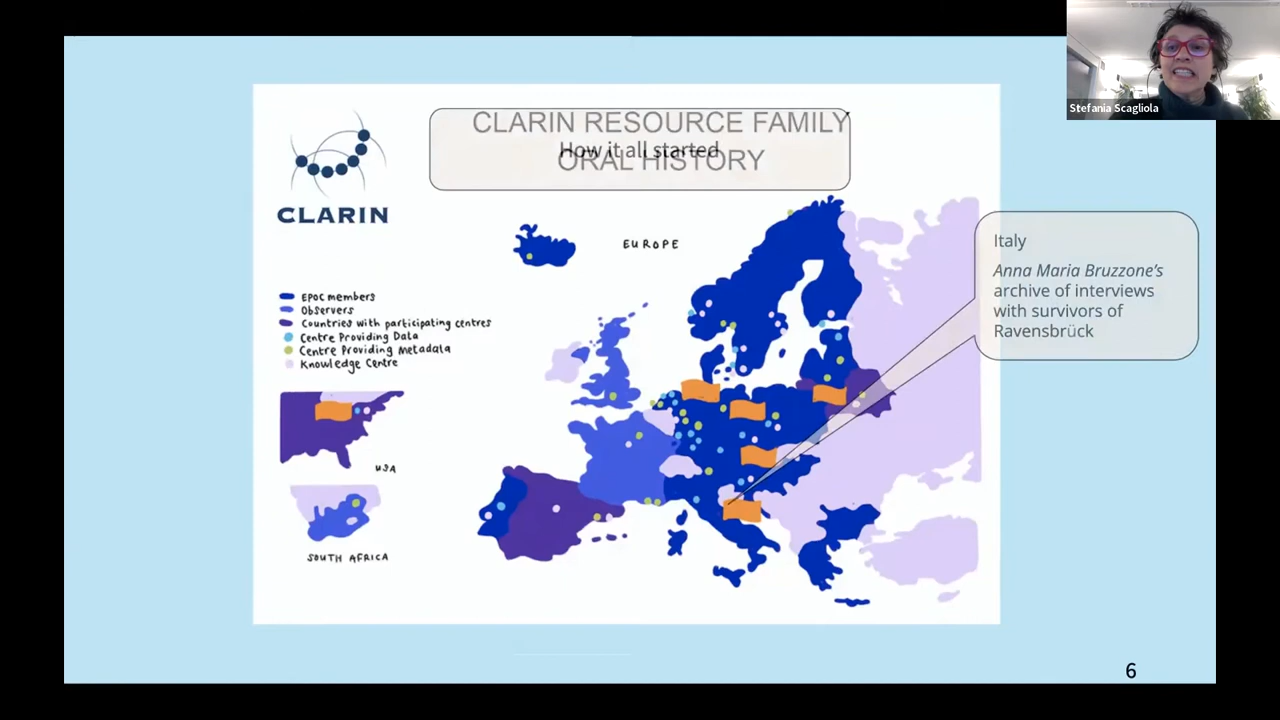 Stefania Scagliola
CLARIN RESOURCE FAMILY
How it all started
ORAL HISTORY
CLARIN
EUROPE
Italy
Anna Maria Bruzzone's
archive of interviews
with survivors of
Ravensbrück
EPOC members
Observers
Countries with participating centres
Centre Providing Data
Centre Providing Metadala
Knowledge Centre
USA
SOUTH AFRICA
6